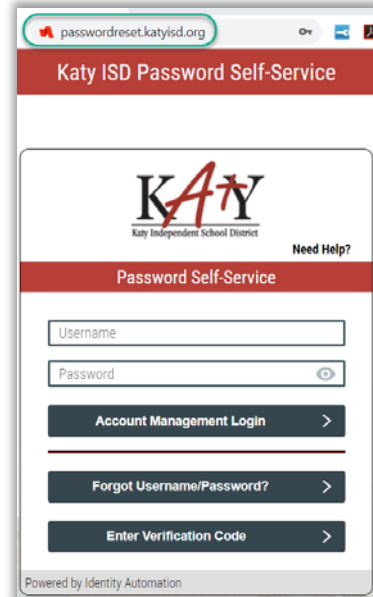 passwordreset.katyisd.org
Katy ISD Password Self-Service
KATY
Katy Independent School District
Need Help?
Password Self-Service
Username
Password
Account Management Login >
Forgot Username/Password? >
Enter Verification Code >
Powered by Identity Automation